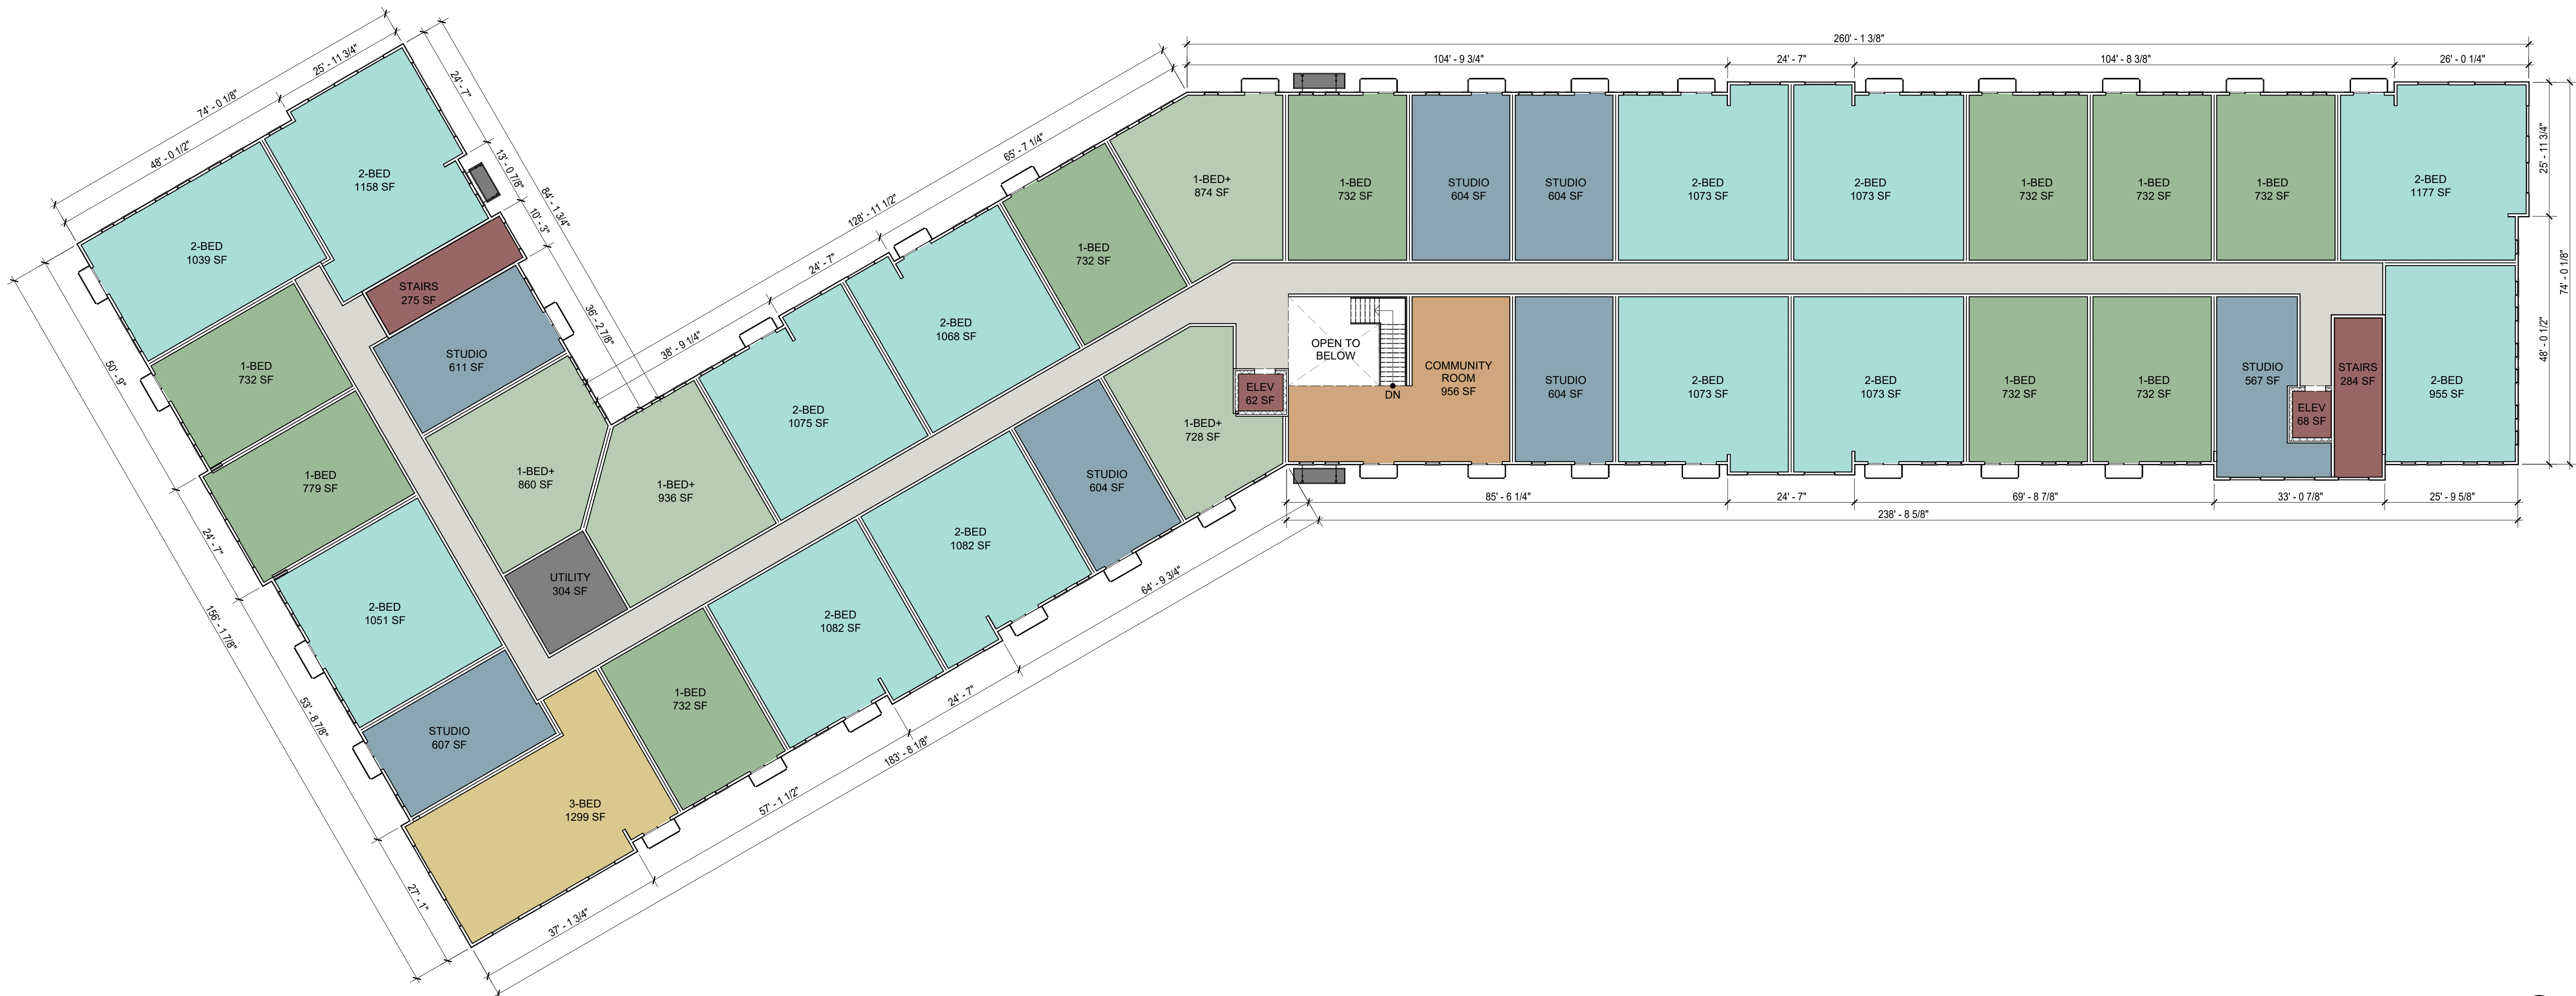 260' - 1 3/8"
104' - 9 3/4"
24' - 7"
104' - 8 3/8"
26' - 0 1/4"
25' - 11 3/4"
74' - 0 1/8"
48' - 0 1/2"
24' - 7"
13' - 0 7/8"
84' - 1 3/4"
10' - 3"
36' - 2 7/8"
128' - 11 1/2"
65' - 7 1/4"
24' - 7"
38' - 9 1/4"
25' - 11 3/4"
74' - 0 1/8"
48' - 0 1/2"
2-BED
1158 SF
2-BED
1039 SF
STAIRS
275 SF
1-BED
732 SF
STUDIO
611 SF
1-BED
779 SF
1-BED+
860 SF
1-BED+
936 SF
UTILITY
304 SF
2-BED
1051 SF
STUDIO
607 SF
3-BED
1299 SF
1-BED
732 SF
2-BED
1082 SF
2-BED
1082 SF
STUDIO
604 SF
1-BED+
728 SF
2-BED
1075 SF
2-BED
1068 SF
1-BED
732 SF
1-BED+
874 SF
1-BED
732 SF
STUDIO
604 SF
STUDIO
604 SF
2-BED
1073 SF
2-BED
1073 SF
1-BED
732 SF
1-BED
732 SF
1-BED
732 SF
2-BED
1177 SF
ELEV
62 SF
OPEN TO
BELOW
DN
COMMUNITY
ROOM
956 SF
STUDIO
604 SF
2-BED
1073 SF
2-BED
1073 SF
1-BED
732 SF
1-BED
732 SF
STUDIO
567 SF
ELEV
68 SF
STAIRS
284 SF
2-BED
955 SF
50' - 9"
24' - 7"
156' - 1 7/8"
53' - 8 7/8"
27' - 1"
37' - 1 3/4"
57' - 1 1/2"
183' - 8 1/8"
24' - 7"
64' - 9 3/4"
85' - 6 1/4"
24' - 7"
69' - 8 7/8"
33' - 0 7/8"
25' - 9 5/8"
238' - 8 5/8"